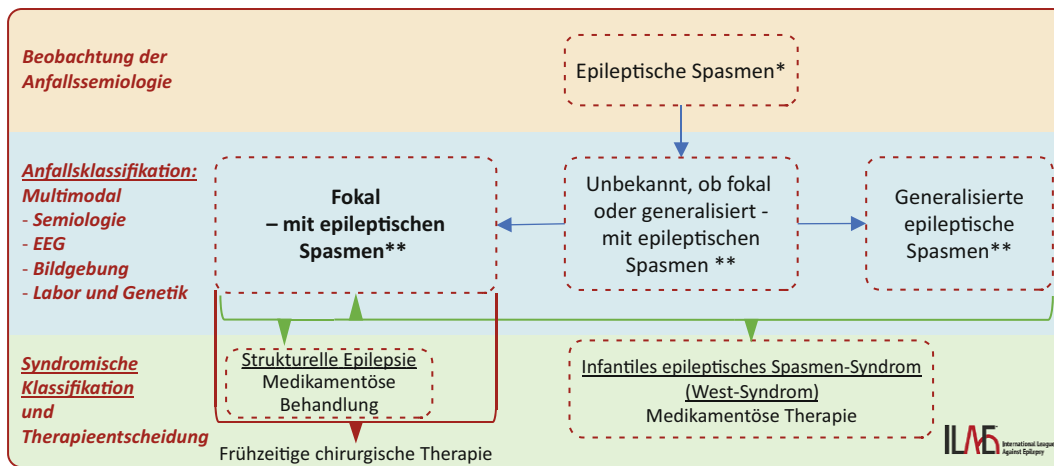 Beobachtung der
Anfallssemiologie
Epileptische Spasmen*
Anfallsklassifikation:
Multimodal
- Semiologie
- EEG
- Bildgebung
- Labor und Genetik
Fokal
– mit epileptischen
Spasmen**
Unbekannt, ob fokal
oder generalisiert -
mit epileptischen
Spasmen **
Generalisierte
epileptische
Spasmen**
Syndromische
Klassifikation
und
Therapieentscheidung
Strukturelle Epilepsie
Medikamentöse
Behandlung
Frühzeitige chirurgische Therapie
Infantiles epileptisches Spasmen-Syndrom
(West-Syndrom)
Medikamentöse Therapie
ILAE
International League
Against Epilepsy